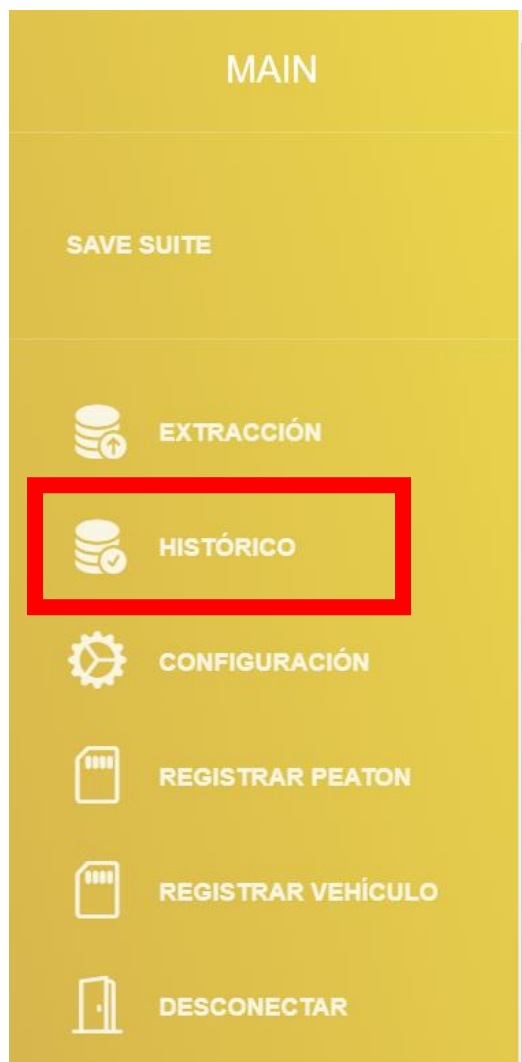 MAIN
SAVE SUITE
EXTRACCIÓN
HISTÓRICO
CONFIGURACIÓN
REGISTRAR PEATON
REGISTRAR VEHÍCULO
DESCONECTAR